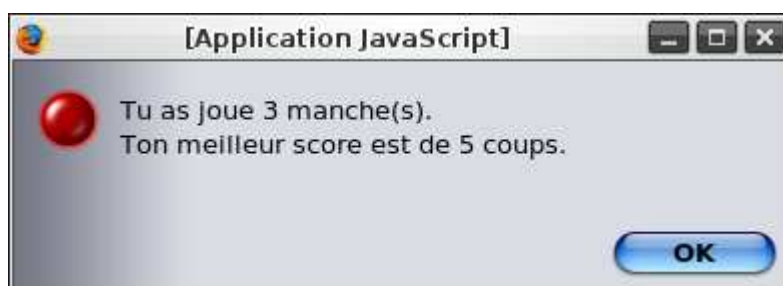 [Application JavaScript]
Tu as joue 3 manche(s).
Ton meilleur score est de 5 coups.
OK